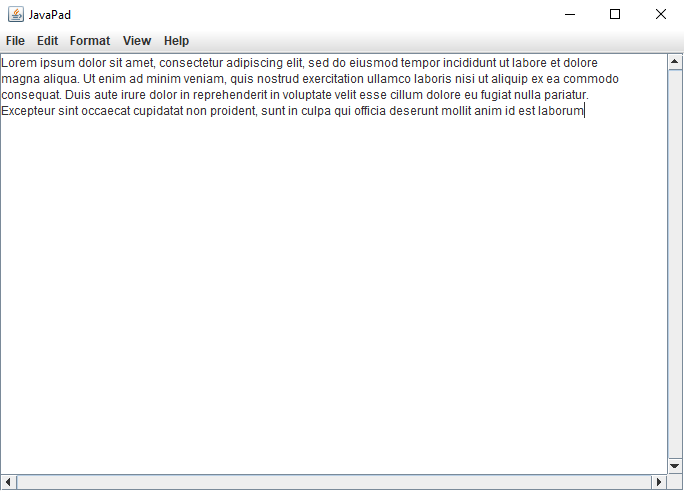 JavaPad
File Edit Format View Help
Lorem ipsum dolor sit amet, consectetur adipiscing elit, sed do eiusmod tempor incididunt ut labore et dolore
magna aliqua. Ut enim ad minim veniam, quis nostrud exercitation ullamco laboris nisi ut aliquip ex ea commodo
consequat. Duis aute irure dolor in reprehenderit in voluptate velit esse cillum dolore eu fugiat nulla pariatur.
Excepteur sint occaecat cupidatat non proident, sunt in culpa qui officia deserunt mollit anim id est laborum